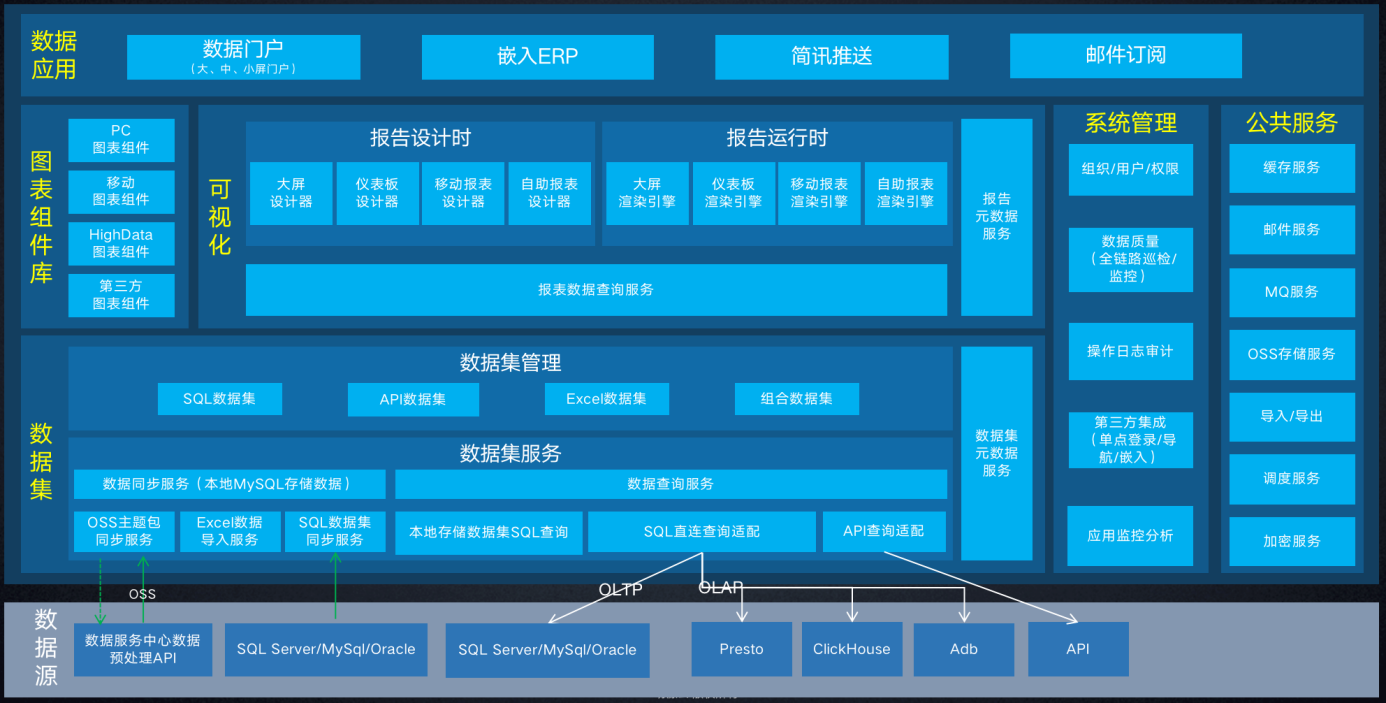 数据
应用
数据门户
（大、中、小屏门户）
嵌入ERP
简讯推送
邮件订阅
图
表
组
件
库
PC
图表组件
移动
图表组件
HighData
图表组件
第三方
图表组件
可
视
化
报告设计时
大屏
设计器
仪表板
设计器
移动报表
设计器
自助报表
设计器
报告运行时
大屏
渲染引擎
仪表板
渲染引擎
移动报表
渲染引擎
自助报表
渲染引擎
报表数据查询服务
报告
元数据
服务
系统管理
组织/用户/权限
数据质量
（全链路巡检/
监控）
操作日志审计
第三方集成
（单点登录/导
航/嵌入）
应用监控分析
公共服务
缓存服务
邮件服务
MQ服务
OSS存储服务
导入/导出
调度服务
加密服务
数
据
集
数据集管理
SQL数据集
API数据集
Excel数据集
组合数据集
数据集服务
数据同步服务（本地MySQL存储数据）
数据查询服务
OSS主题包
同步服务
Excel数据
导入服务
SQL数据集
同步服务
本地存储数据集SQL查询
SQL直连查询适配
API查询适配
数据集
元数据
服务
OSS
OLTP
OLAP
数
据
源
数据服务中心数据
预处理API
SQL Server/MySql/Oracle
SQL Server/MySql/Oracle
Presto
ClickHouse
Adb
API